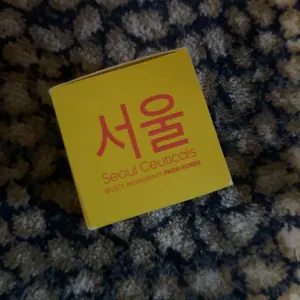 서울
Seoul Ceuticals
SELECT INGREDIENTS FROM KOREA